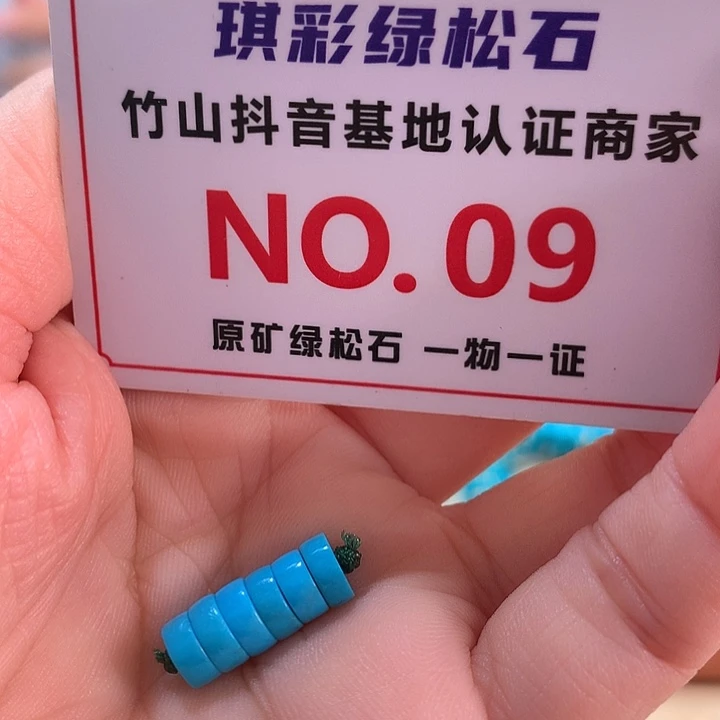 琪彩绿松石
竹山抖音基地认证商家
NO.09
原矿绿松石 一物一证